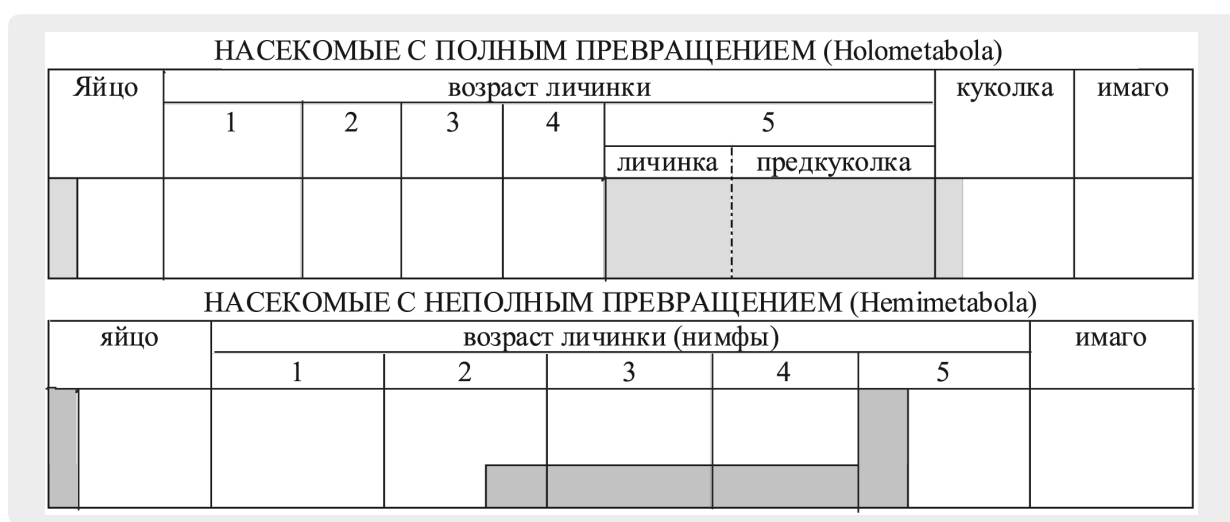 НАСЕКОМЫЕ С ПОЛНЫМ ПРЕВРАЩЕНИЕМ (Holometabola)
Яйцо возраст личинки куколка имаго
1 2 3 4 5
личинка предкуколка
НАСЕКОМЫЕ С НЕПОЛНЫМ ПРЕВРАЩЕНИЕМ (Hemimetabola)
яйцо возраст личинки (нимфы) имаго
1 2 3 4 5